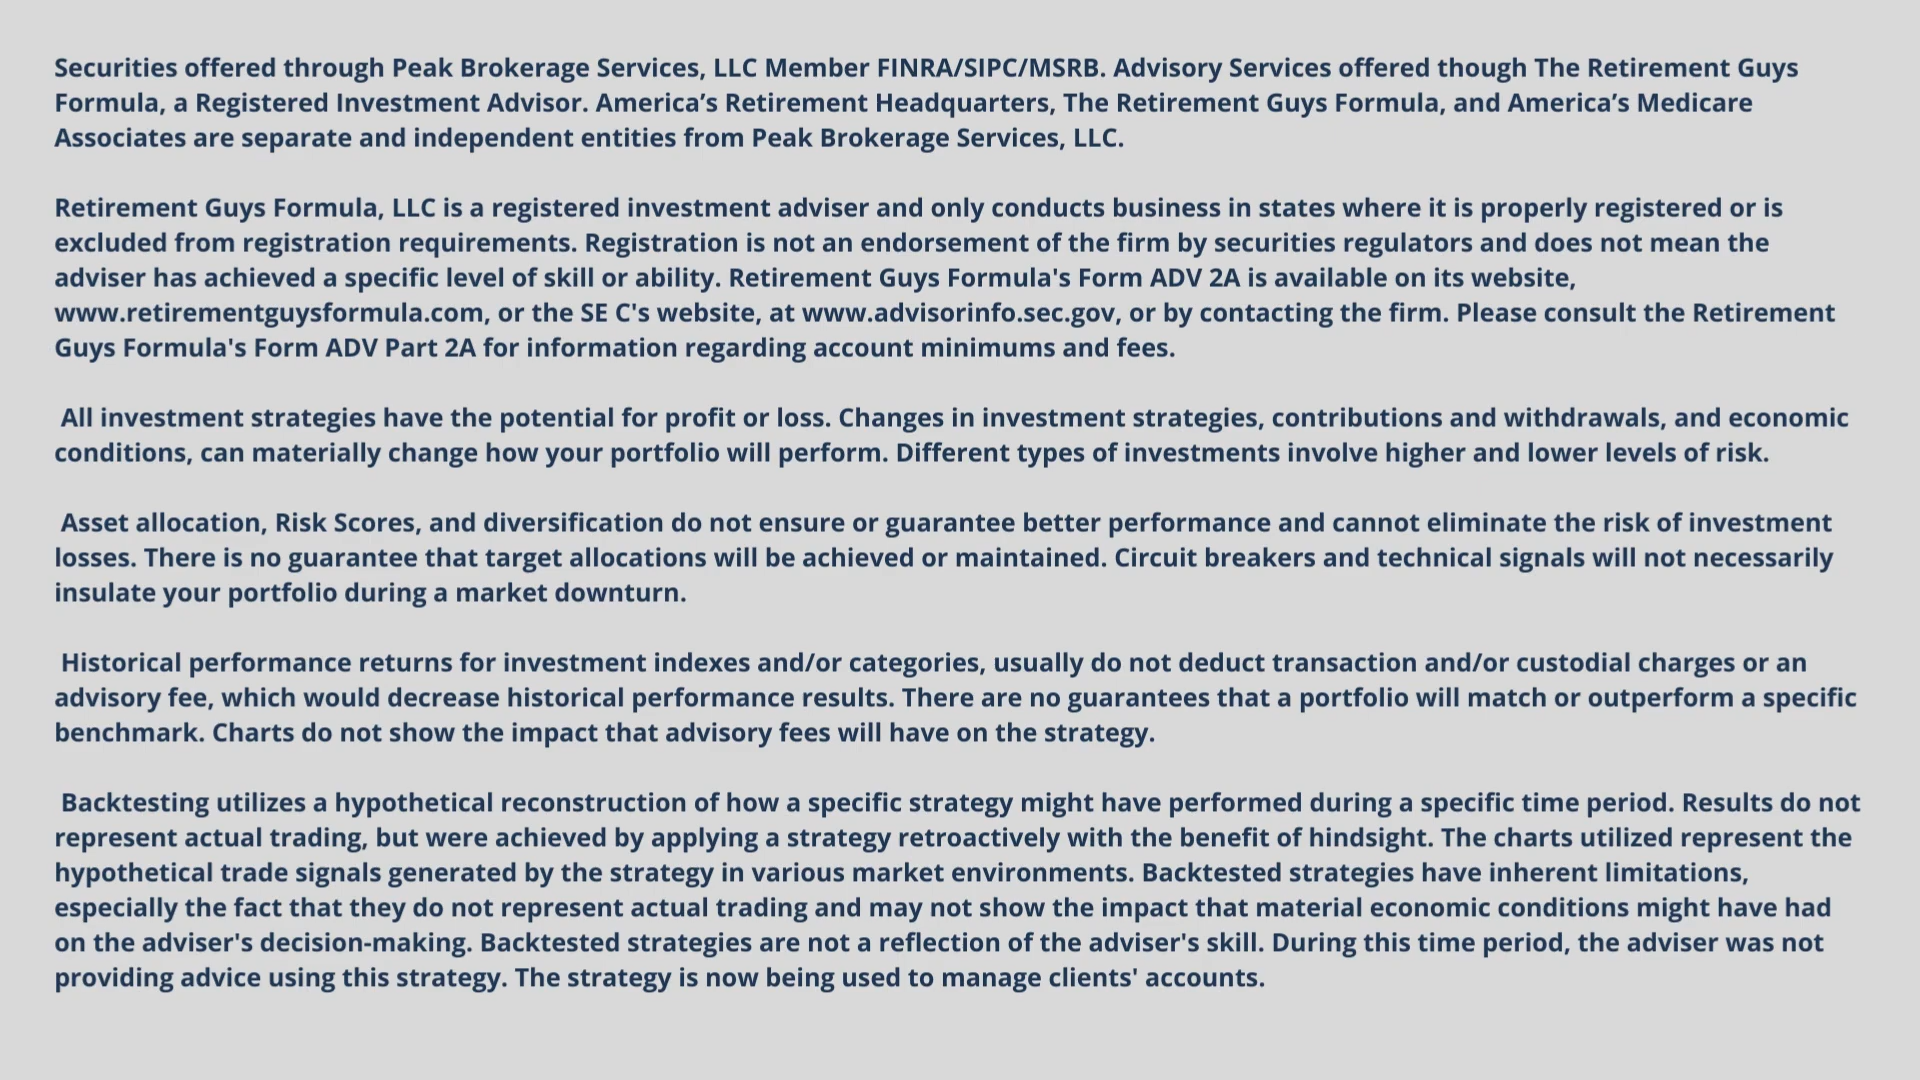 Securities offered through Peak Brokerage Services, LLC Member FINRA/SIPC/MSRB. Advisory Services offered though The Retirement Guys
Formula, a Registered Investment Advisor. America’s Retirement Headquarters, The Retirement Guys Formula, and America’s Medicare
Associates are separate and independent entities from Peak Brokerage Services, LLC.
Retirement Guys Formula, LLC is a registered investment adviser and only conducts business in states where it is properly registered or is
excluded from registration requirements. Registration is not an endorsement of the firm by securities regulators and does not mean the
adviser has achieved a specific level of skill or ability. Retirement Guys Formula's Form ADV 2A is available on its website,
www.retirementguysformula.com, or the SE C's website, at www.advisorinfo.sec.gov, or by contacting the firm. Please consult the Retirement
Guys Formula's Form ADV Part 2A for information regarding account minimums and fees.
All investment strategies have the potential for profit or loss. Changes in investment strategies, contributions and withdrawals, and economic
conditions, can materially change how your portfolio will perform. Different types of investments involve higher and lower levels of risk.
Asset allocation, Risk Scores, and diversification do not ensure or guarantee better performance and cannot eliminate the risk of investment
losses. There is no guarantee that target allocations will be achieved or maintained. Circuit breakers and technical signals will not necessarily
insulate your portfolio during a market downturn.
Historical performance returns for investment indexes and/or categories, usually do not deduct transaction and/or custodial charges or an
advisory fee, which would decrease historical performance results. There are no guarantees that a portfolio will match or outperform a specific
benchmark. Charts do not show the impact that advisory fees will have on the strategy.
Backtesting utilizes a hypothetical reconstruction of how a specific strategy might have performed during a specific time period. Results do not
represent actual trading, but were achieved by applying a strategy retroactively with the benefit of hindsight. The charts utilized represent the
hypothetical trade signals generated by the strategy in various market environments. Backtested strategies have inherent limitations,
especially the fact that they do not represent actual trading and may not show the impact that material economic conditions might have had
on the adviser's decision-making. Backtested strategies are not a reflection of the adviser's skill. During this time period, the adviser was not
providing advice using this strategy. The strategy is now being used to manage clients' accounts.